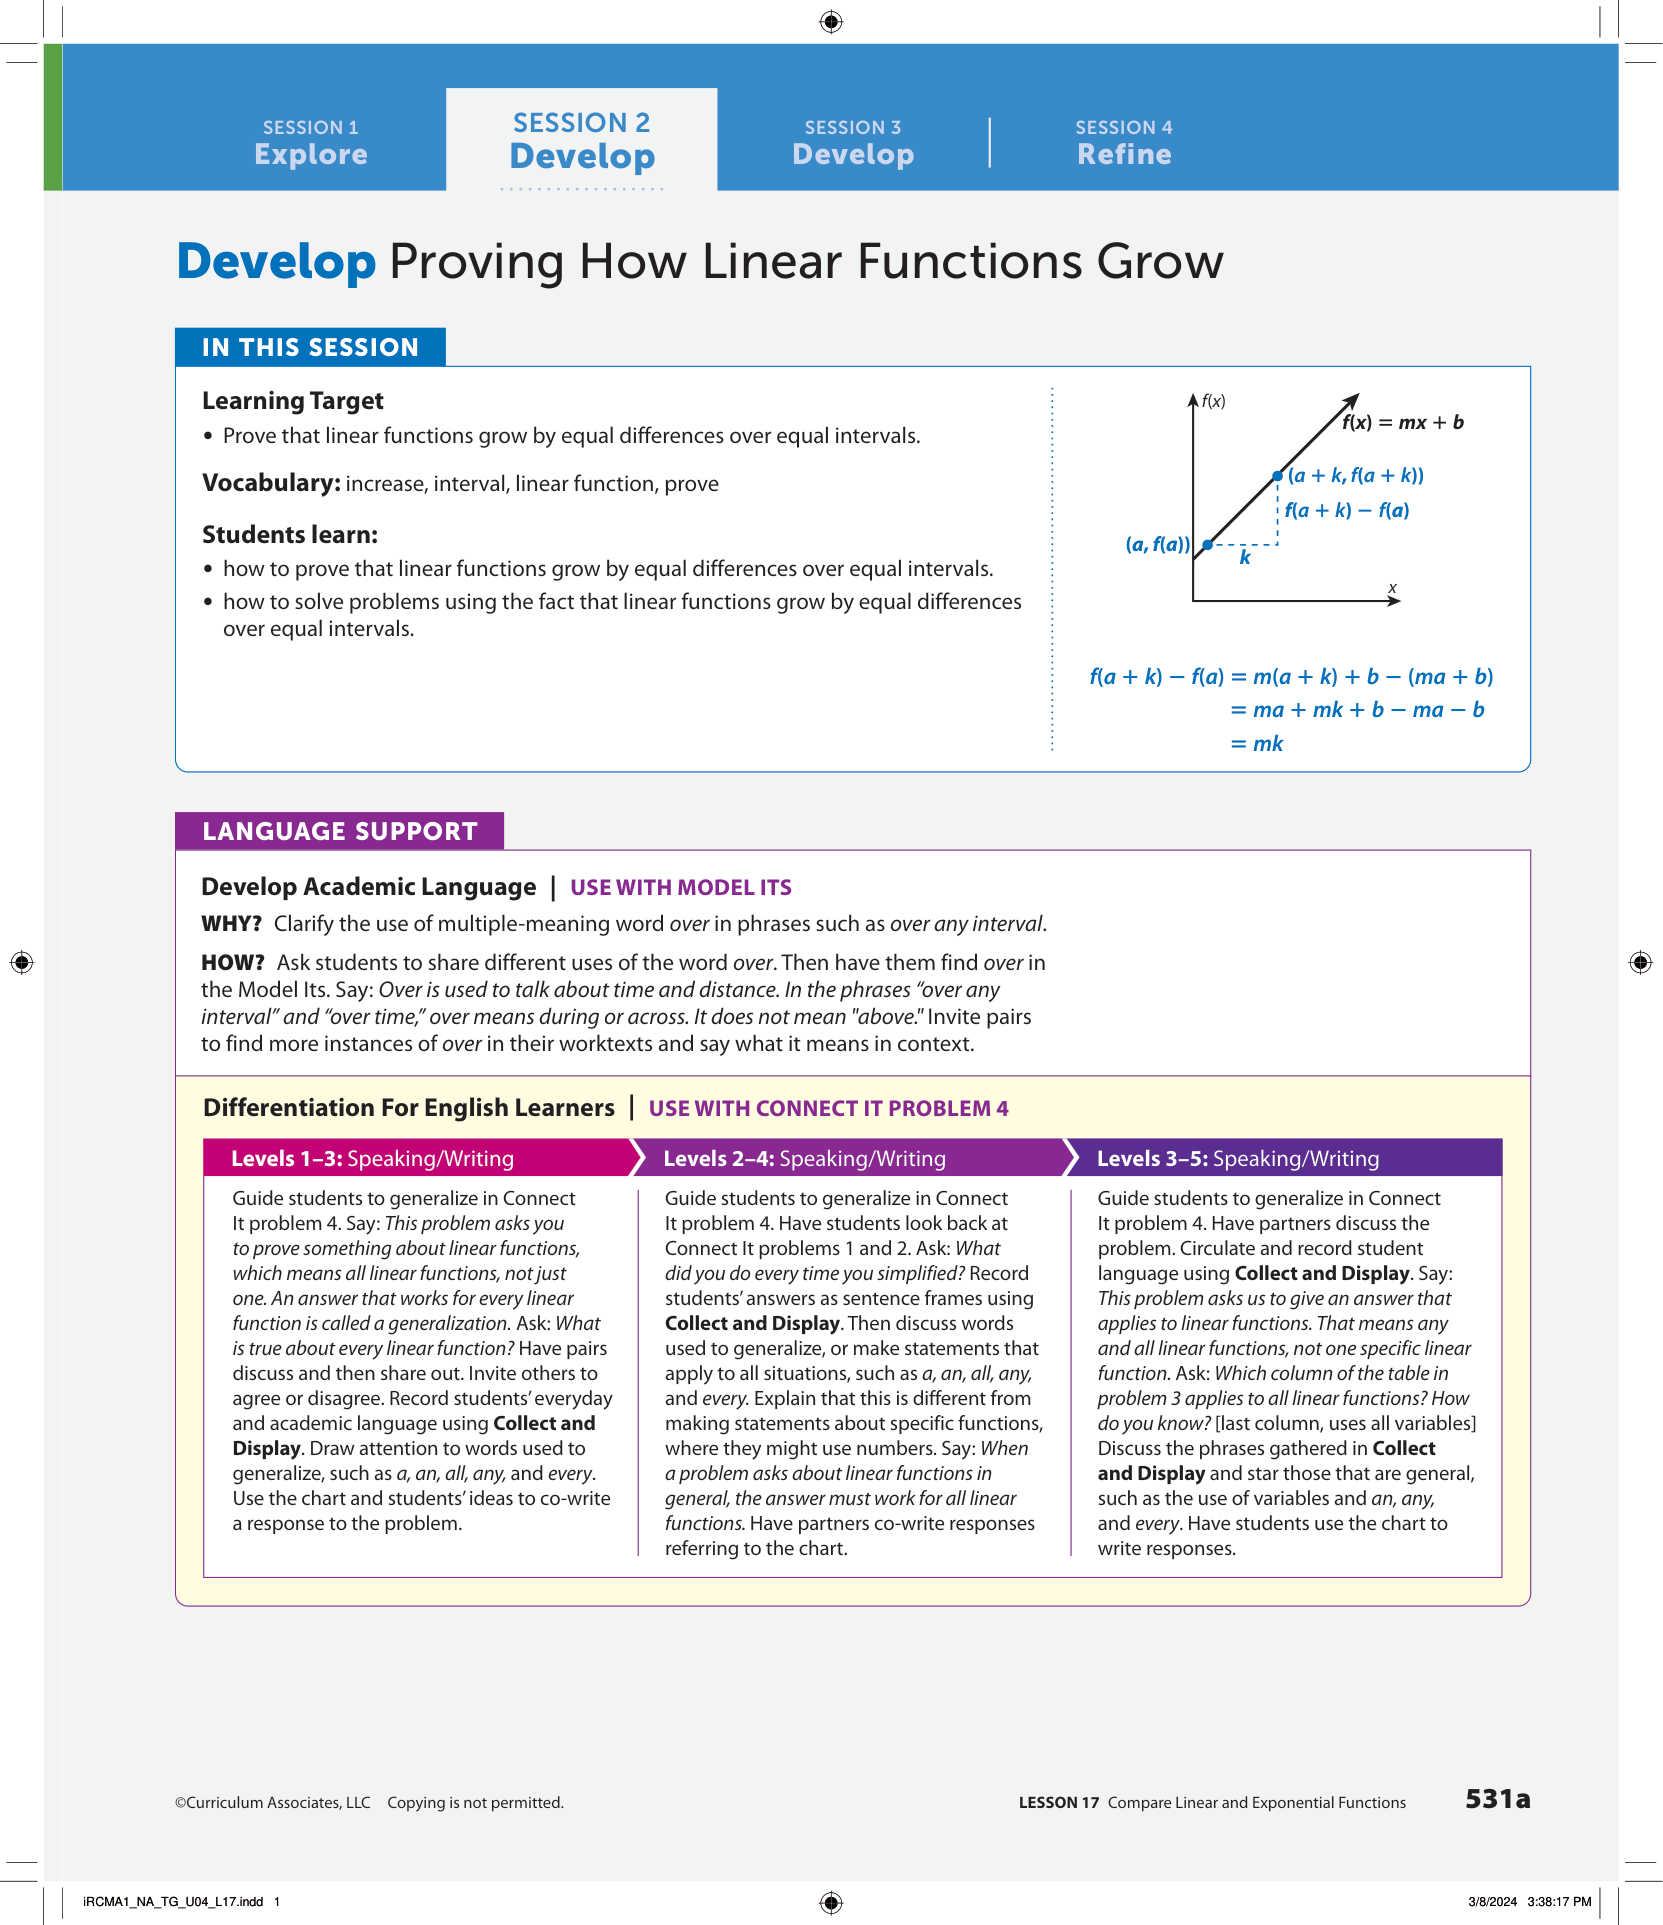 SESSION 1
Explore
SESSION 2
Develop
SESSION 3
Develop
SESSION 4
Refine
Develop Proving How Linear Functions Grow
IN THIS SESSION
Learning Target
• Prove that linear functions grow by equal differences over equal intervals.
Vocabulary: increase, interval, linear function, prove
Students learn:
• how to prove that linear functions grow by equal differences over equal intervals.
• how to solve problems using the fact that linear functions grow by equal differences
over equal intervals.
f(x)
f(x) = mx + b
(a + k, f(a + k))
f(a + k) − f(a)
(a, f(a))
k
x
f(a + k) − f(a) = m(a + k) + b − (ma + b)
= ma + mk + b − ma − b
= mk
LANGUAGE SUPPORT
Develop Academic Language | USE WITH MODEL ITS
WHY? Clarify the use of multiple-meaning word over in phrases such as over any interval.
HOW? Ask students to share different uses of the word over. Then have them find over in
the Model Its. Say: Over is used to talk about time and distance. In the phrases “over any
interval” and “over time,” over means during or across. It does not mean "above." Invite pairs
to find more instances of over in their worktexts and say what it means in context.
Differentiation For English Learners | USE WITH CONNECT IT PROBLEM 4
Levels 1–3: Speaking/Writing
Guide students to generalize in Connect
It problem 4. Say: This problem asks you
to prove something about linear functions,
which means all linear functions, not just
one. An answer that works for every linear
function is called a generalization. Ask: What
is true about every linear function? Have pairs
discuss and then share out. Invite others to
agree or disagree. Record students’ everyday
and academic language using Collect and
Display. Draw attention to words used to
generalize, such as a, an, all, any, and every.
Use the chart and students’ ideas to co-write
a response to the problem.
Levels 2–4: Speaking/Writing
Guide students to generalize in Connect
It problem 4. Have students look back at
Connect It problems 1 and 2. Ask: What
did you do every time you simplified? Record
students’ answers as sentence frames using
Collect and Display. Then discuss words
used to generalize, or make statements that
apply to all situations, such as a, an, all, any,
and every. Explain that this is different from
making statements about specific functions,
where they might use numbers. Say: When
a problem asks about linear functions in
general, the answer must work for all linear
functions. Have partners co-write responses
referring to the chart.
Levels 3–5: Speaking/Writing
Guide students to generalize in Connect
It problem 4. Have partners discuss the
problem. Circulate and record student
language using Collect and Display. Say:
This problem asks us to give an answer that
applies to linear functions. That means any
and all linear functions, not one specific linear
function. Ask: Which column of the table in
problem 3 applies to all linear functions? How
do you know? [last column, uses all variables]
Discuss the phrases gathered in Collect
and Display and star those that are general,
such as the use of variables and an, any,
and every. Have students use the chart to
write responses.
©Curriculum Associates, LLC Copying is not permitted.
LESSON 17 Compare Linear and Exponential Functions 531a
iRCMA1_NA_TG_U04_L17.indd 1
3/8/2024 3:38:17 PM